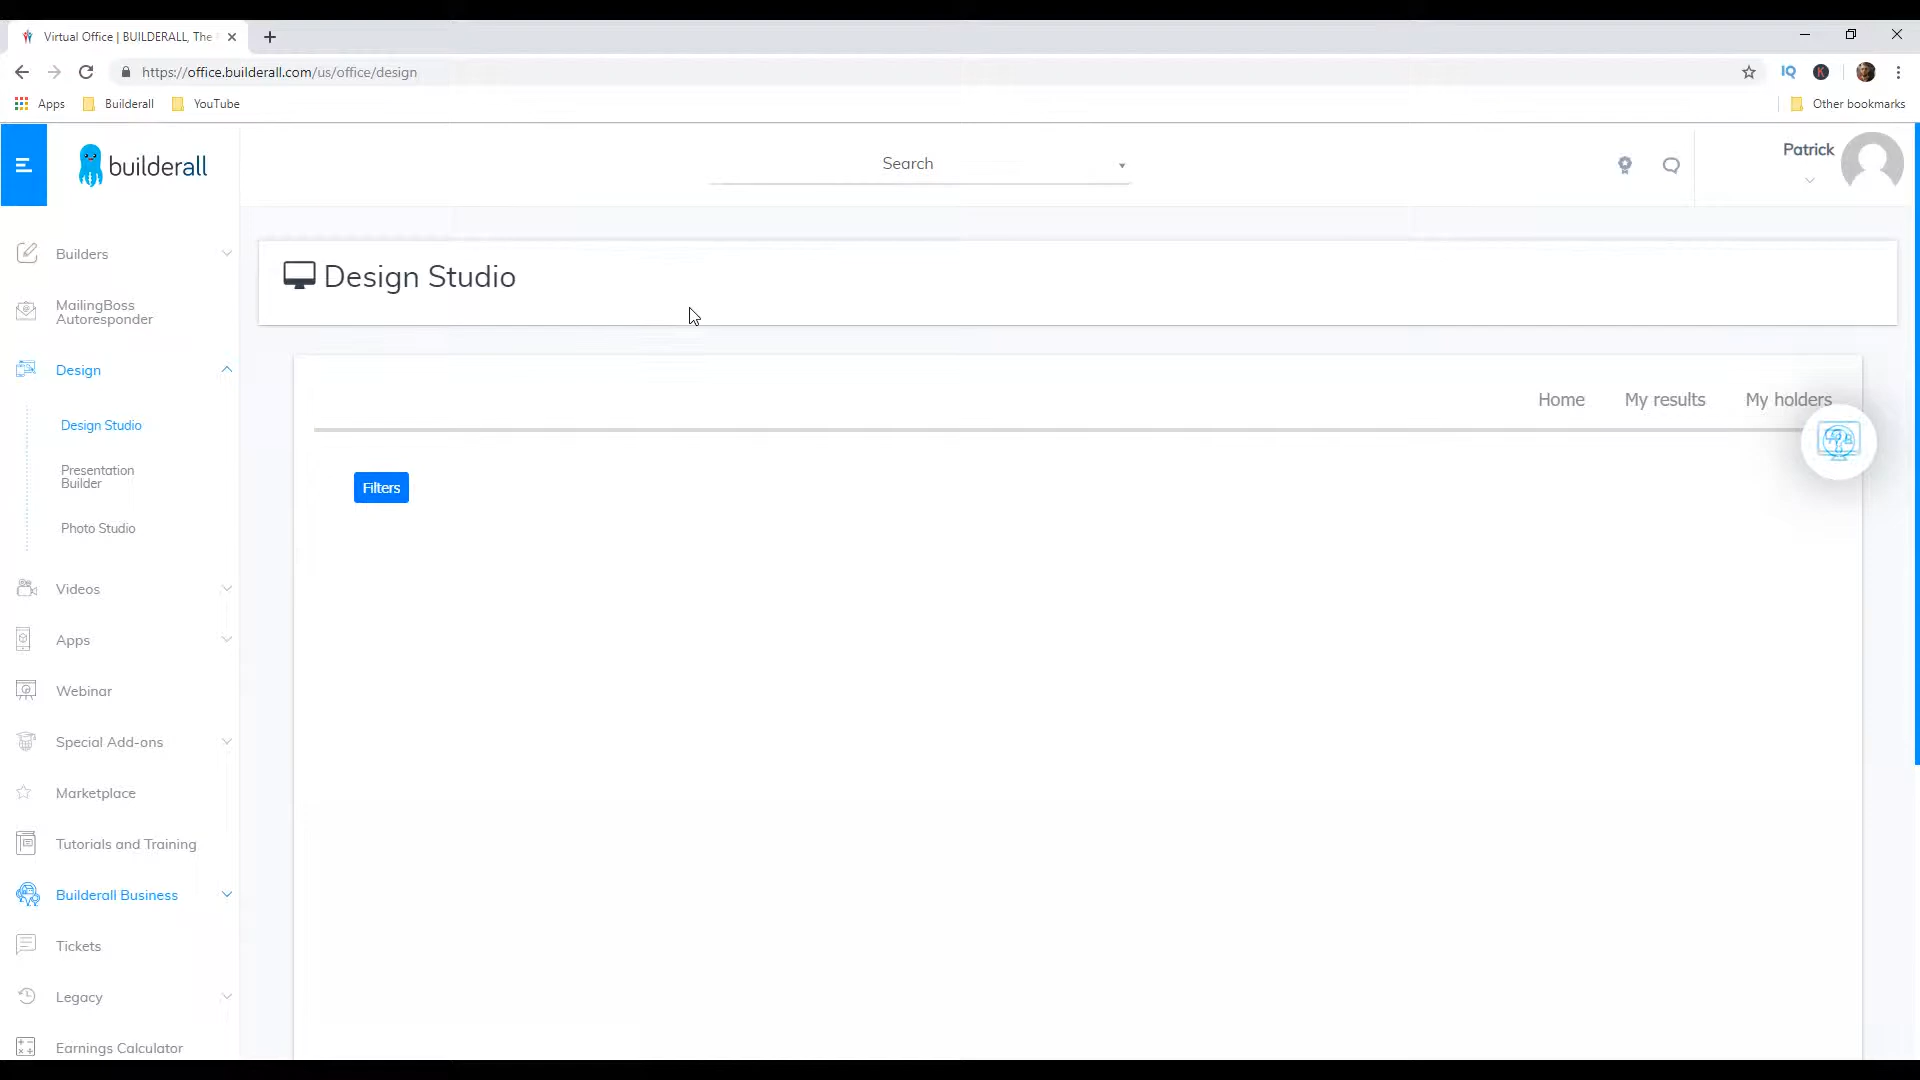 Virtual Office | BUILDERALL, The
https://office.builderall.com/us/office/design
IQ
K
Apps
Builderall
YouTube
Other bookmarks
builderall
Search
Patrick
Builders
MailingBoss
Autoresponder
Design
Design Studio
Presentation
Builder
Photo Studio
Videos
Apps
Webinar
Special Add-ons
Marketplace
Tutorials and Training
Builderall Business
Tickets
Legacy
Earnings Calculator
Design Studio
Home
My results
My holders
Filters